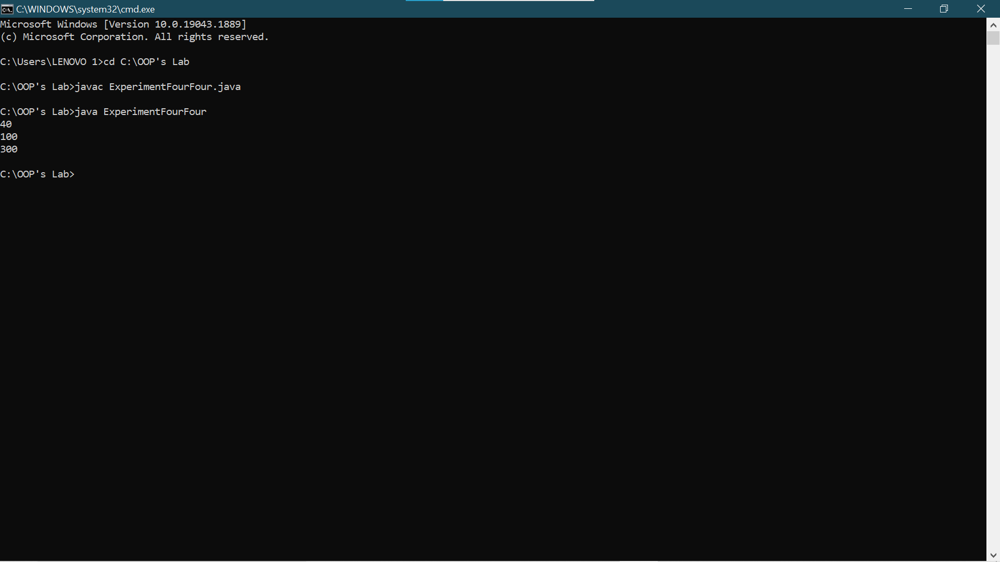 C:\WINDOWS\system32\cmd.exe
Microsoft Windows [Version 10.0.19043.1889]
(c) Microsoft Corporation. All rights reserved.
C:\Users\LENOVO 1>cd C:\OOP's Lab
C:\OOP's Lab>javac ExperimentFourFour.java
C:\OOP's Lab>java ExperimentFourFour
40
100
300
C:\OOP's Lab>